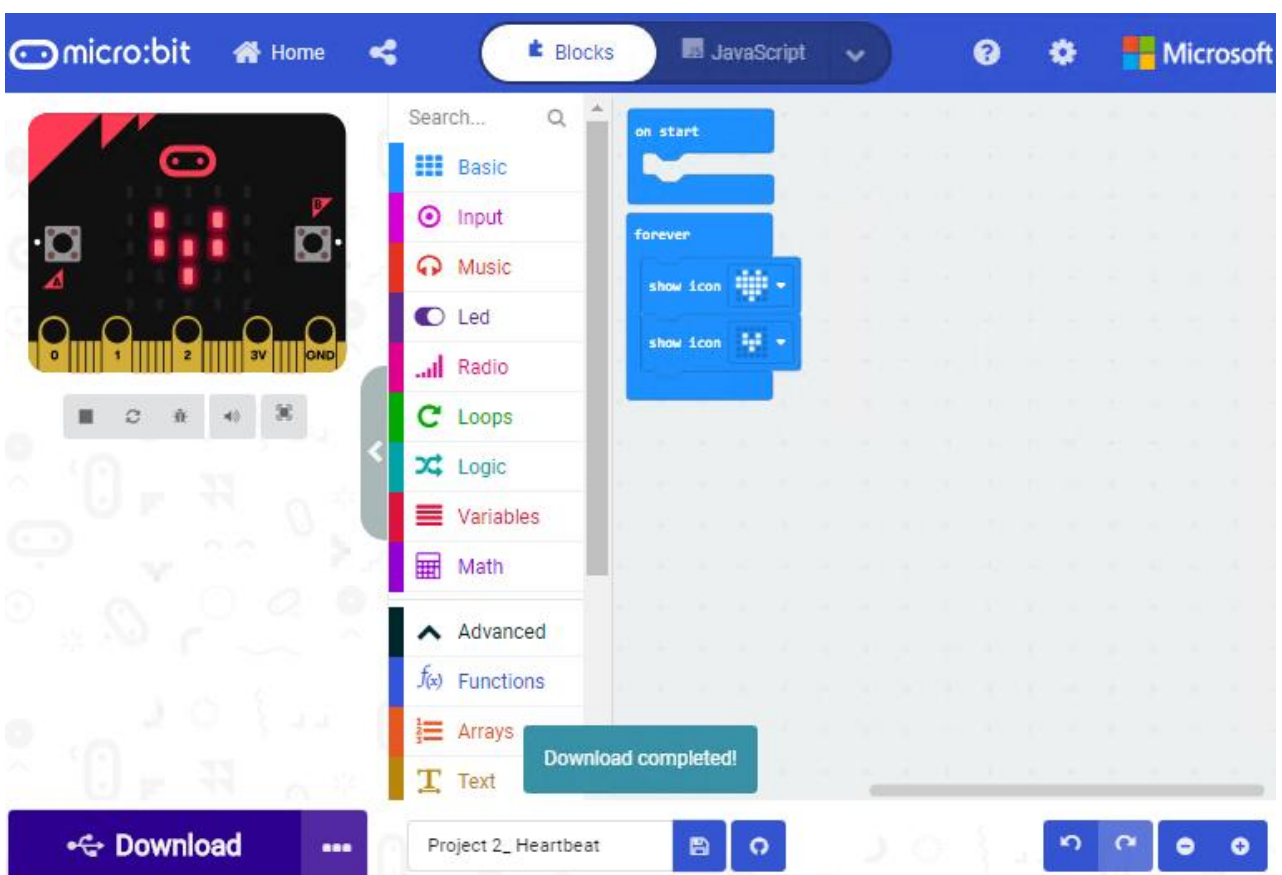 micro:bit Home Blocks JavaScript Microsoft
B
A
0 1 2 3V GND
Search...
Basic
Input
Music
Led
Radio
Loops
Logic
Variables
Math
Advanced
f(x) Functions
Arrays
Text
on start
forever
show icon
show icon
Download completed!
Download
Project 2_ Heartbeat